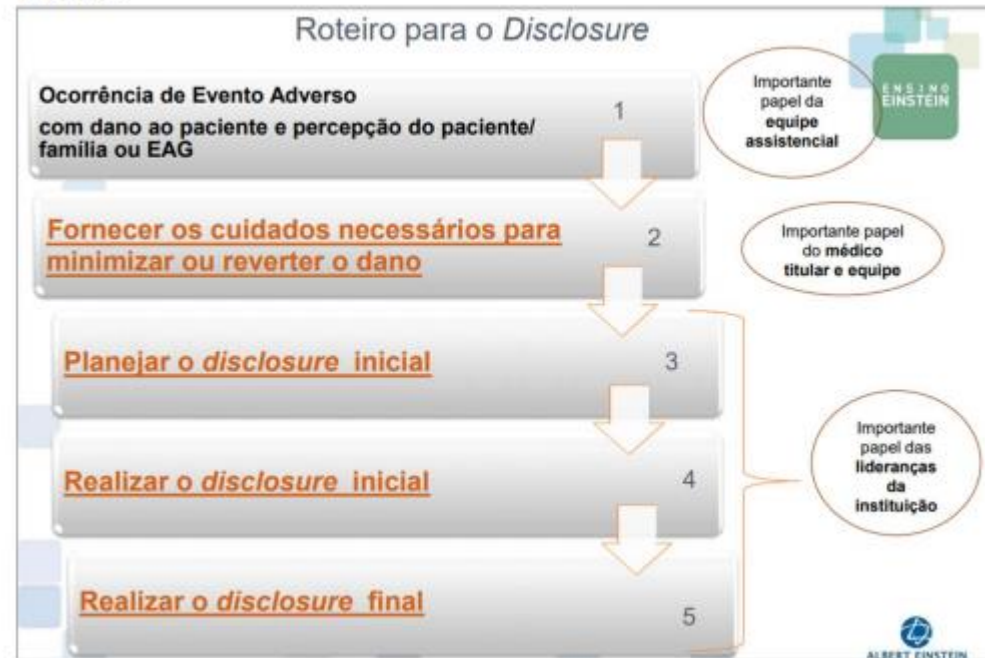 Roteiro para o Disclosure
Ocorrência de Evento Adverso
com dano ao paciente e percepção do paciente/
família ou EAG
1
Importante
papel da
equipe
assistencial
ENSINO
EINSTEIN
Fornecer os cuidados necessários para
minimizar ou reverter o dano
2
Importante papel
do médico
titular e equipe
Planejar o disclosure inicial
3
Realizar o disclosure inicial
4
Importante
papel das
lideranças
da
instituição
Realizar o disclosure final
5
ALBERT EINSTEIN